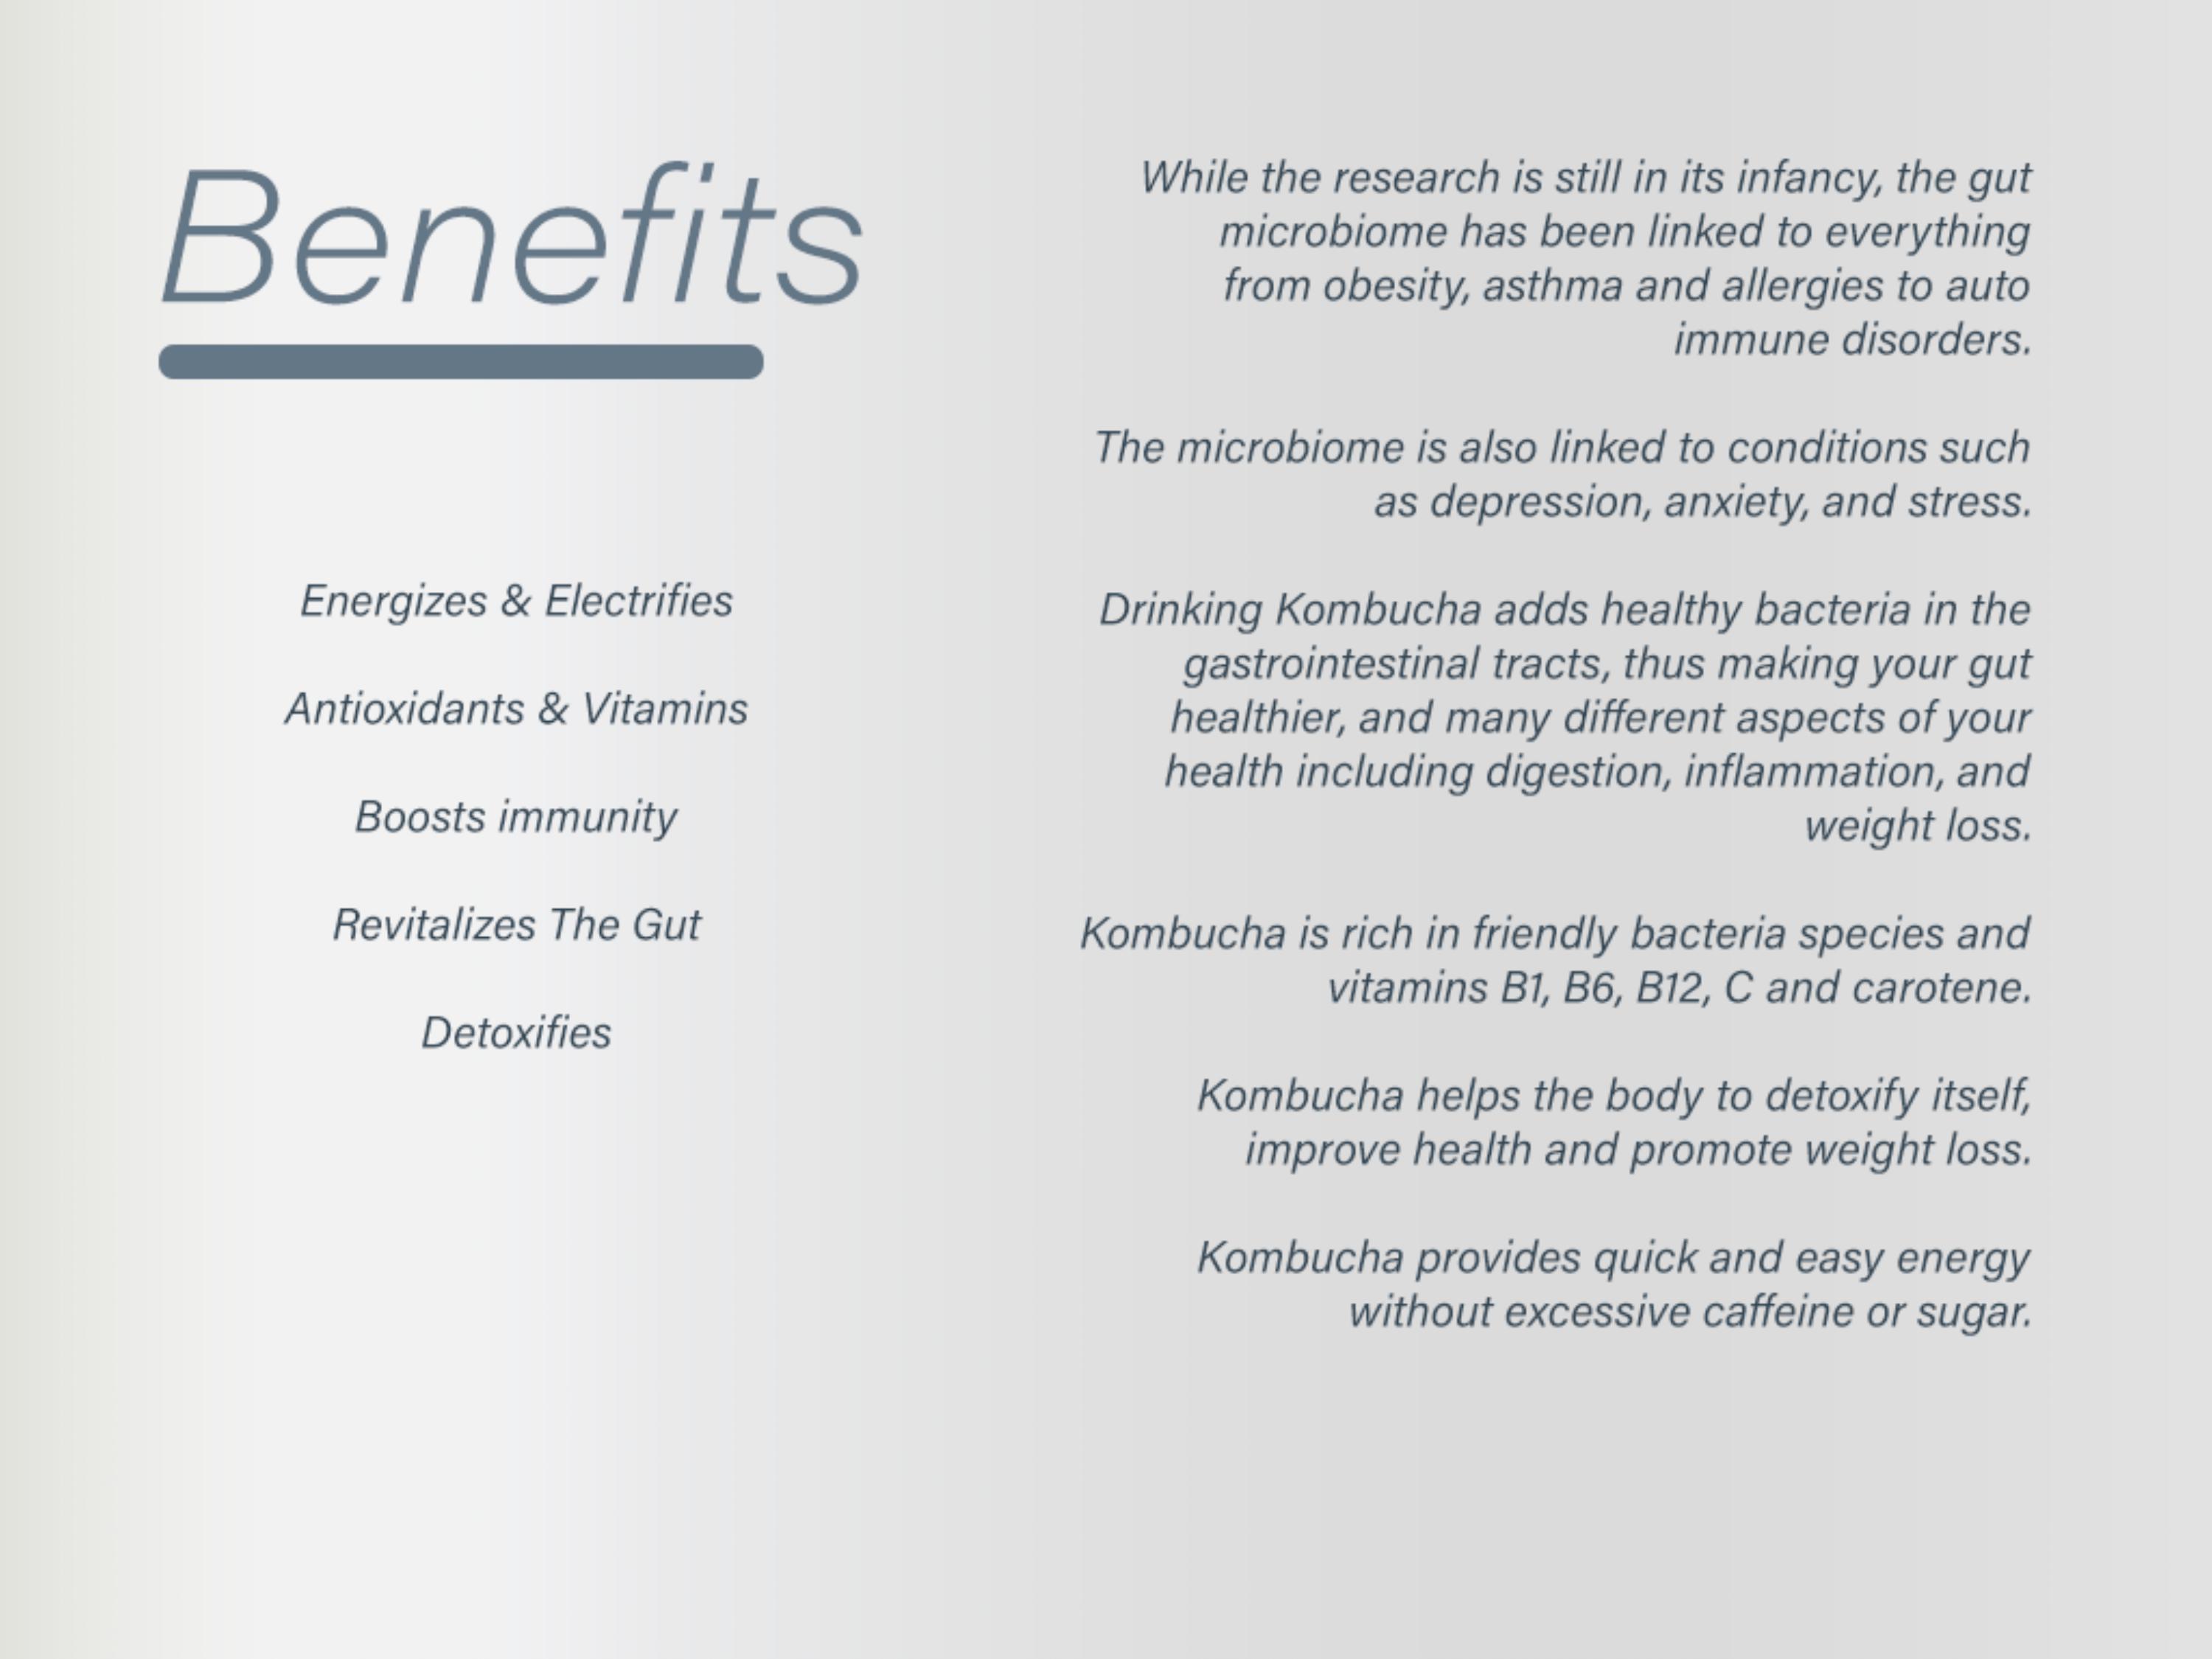 Benefits
Energizes & Electrifies
Antioxidants & Vitamins
Boosts immunity
Revitalizes The Gut
Detoxifies
While the research is still in its infancy, the gut
microbiome has been linked to everything
from obesity, asthma and allergies to auto
immune disorders.
The microbiome is also linked to conditions such
as depression, anxiety, and stress.
Drinking Kombucha adds healthy bacteria in the
gastrointestinal tracts, thus making your gut
healthier, and many different aspects of your
health including digestion, inflammation, and
weight loss.
Kombucha is rich in friendly bacteria species and
vitamins B1, B6, B12, C and carotene.
Kombucha helps the body to detoxify itself,
improve health and promote weight loss.
Kombucha provides quick and easy energy
without excessive caffeine or sugar.